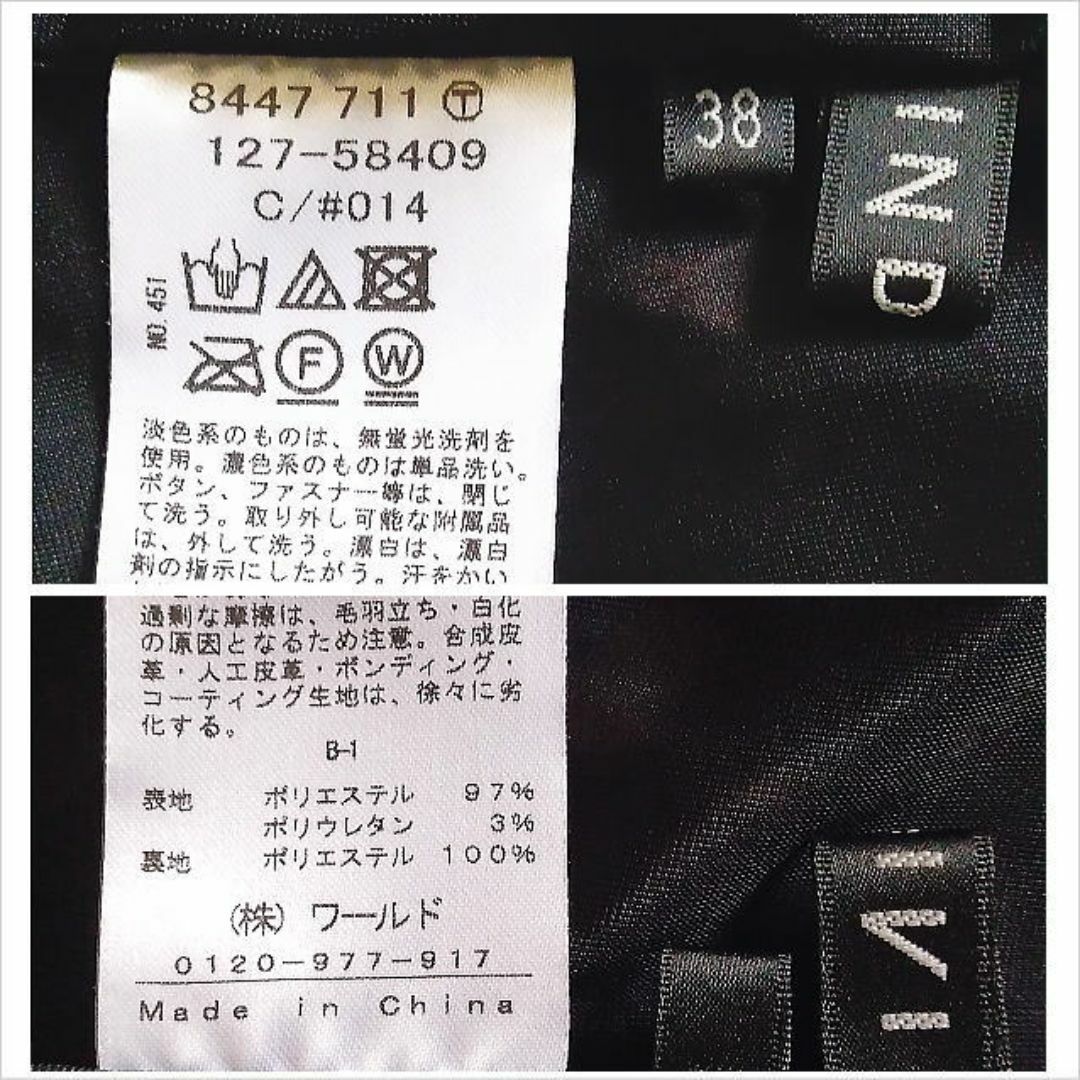 8447 711 Ⓣ
127-58409
C/#014
NO. 451
F
W
淡色系のものは、無蛍光洗剤を
使用。濃色系のものは単品洗い。
ボタン、ファスナー等は、閉じ
て洗う。取り外し可能な附属品
は、外して洗う。漂白は、漂白
剤の指示にしたがう。汗をかい
38
IND
過剰な摩擦は、毛羽立ち・白化
の原因となるため注意。合成皮
革・人工皮革・ボンディング・
コーティング生地は、徐々に劣
化する。
B-1
表地 ポリエステル 97%
ポリウレタン 3%
裏地 ポリエステル 100%
(株) ワールド
0120-977-917
Made in China
IVI